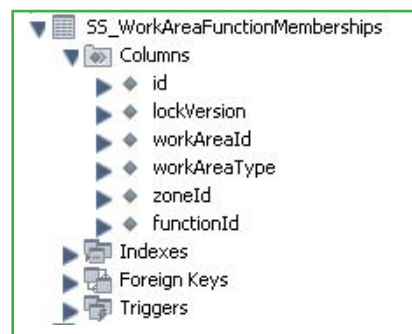 SS_WorkAreaFunctionMemberships
Columns
id
lockVersion
workAreaId
workAreaType
zoneId
functionId
Indexes
Foreign Keys
Triggers